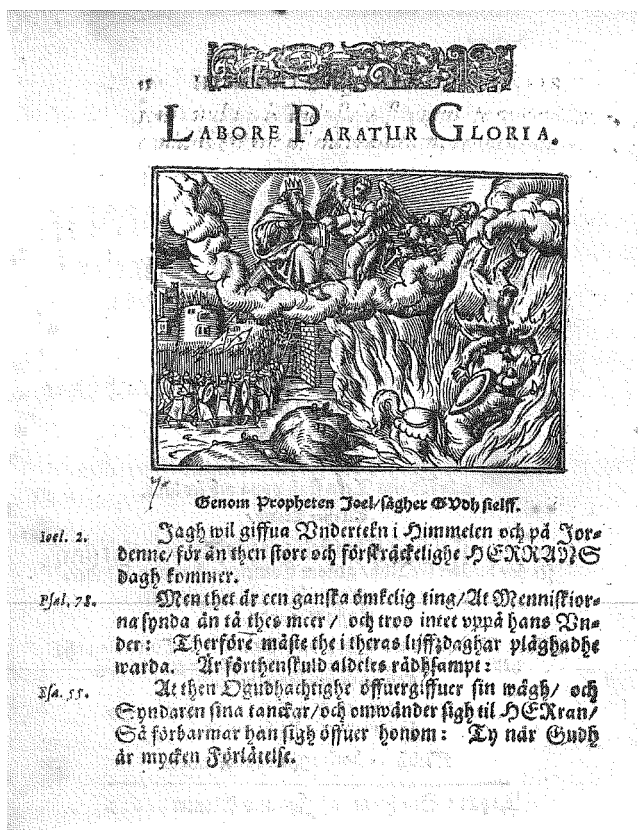 LABORE PARATUR GLORIA.
Genom Propheten Joel/sägher GVdh sielff.
Ioel. 2. Jagh wil giffua Vndertekn i Himmelen och på Jor=
denne/för än then store och förskräckelighe HERRANS
dagh kommer.
Psal. 78. Men thet är een ganska ömkelig ting/At Menniskior=
na synda än tå thes meer/ och troo intet vppå hans Vn=
der: Therföre måste the i theras lijffzdaghar plåghadhe
warda. Är förthenskuld aldeles rådhsampt:
Esa. 55. At then Ogudhachtighe öffuergiffuer sin wägh/ och
Syndaren sina tanckar/och omwänder sigh til HERran/
Så förbarmar han sigh öffuer honom: Ty när Gudh
är mycken Förlåtelse.